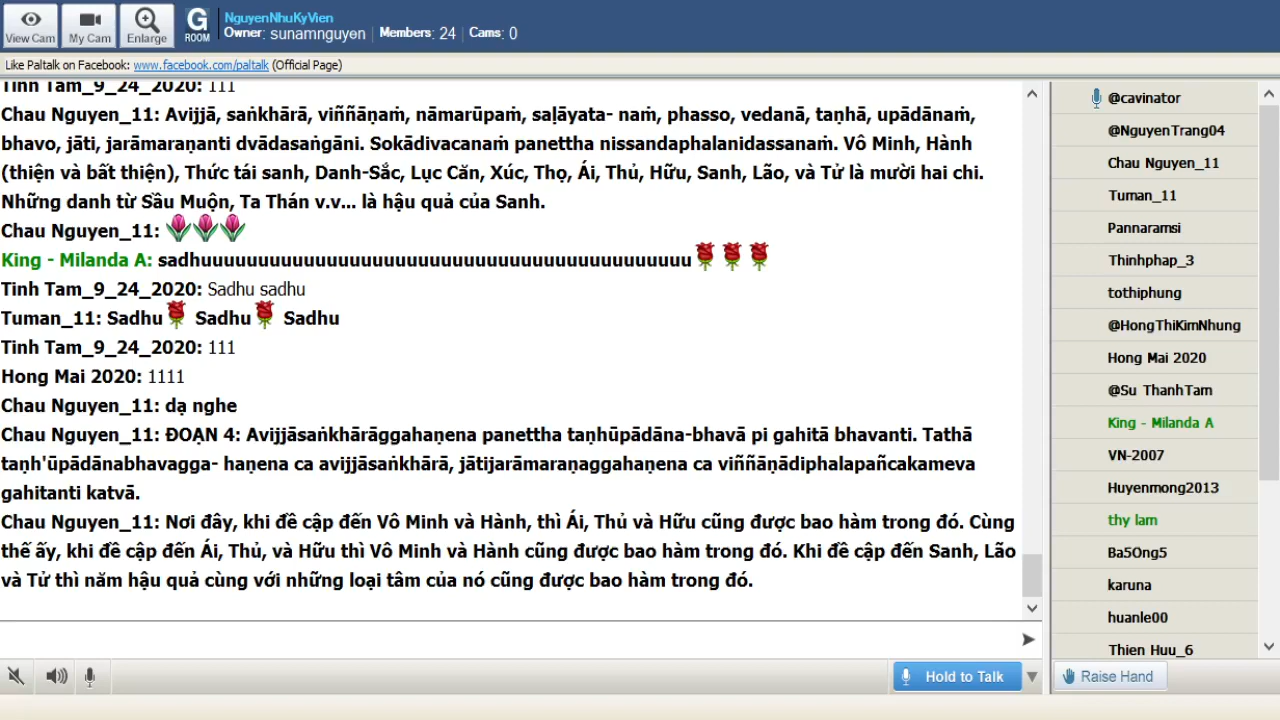 View Cam
My Cam
Enlarge
G
ROOM
NguyenNhuKyVien
Owner: sunamnguyen | Members: 24 | Cams: 0
Like Paltalk on Facebook: www.facebook.com/paltalk (Official Page)
Tinh Tam_9_24_2020: 111
Chau Nguyen_11: Avijjā, saṅkhārā, viññāṇaṁ, nāmarūpaṁ, saḷāyata- naṁ, phasso, vedanā, taṇhā, upādānaṁ,
bhavo, jāti, jarāmaraṇanti dvādasaṅgāni. Sokādivacanaṁ panettha nissandaphalanidassanaṁ. Vô Minh, Hành
(thiện và bất thiện), Thức tái sanh, Danh-Sắc, Lục Căn, Xúc, Thọ, Ái, Thủ, Hữu, Sanh, Lão, và Tử là mười hai chi.
Những danh từ Sầu Muộn, Ta Thán v.v... là hậu quả của Sanh.
Chau Nguyen_11:
King - Milanda A: sadhuuuuuuuuuuuuuuuuuuuuuuuuuuuuuuuuuuuuuuuuuuu
Tinh Tam_9_24_2020: Sadhu sadhu
Tuman_11: Sadhu Sadhu Sadhu
Tinh Tam_9_24_2020: 111
Hong Mai 2020: 1111
Chau Nguyen_11: dạ nghe
Chau Nguyen_11: ĐOẠN 4: Avijjāsaṅkhārāggahaṇena panettha taṇhūpādāna-bhavā pi gahitā bhavanti. Tathā
taṇh'ūpādānabhavagga- haṇena ca avijjāsaṅkhārā, jātijarāmaraṇaggahaṇena ca viññāṇādiphalapañcakameva
gahitanti katvā.
Chau Nguyen_11: Nơi đây, khi đề cập đến Vô Minh và Hành, thì Ái, Thủ và Hữu cũng được bao hàm trong đó. Cùng
thế ấy, khi đề cập đến Ái, Thủ, và Hữu thì Vô Minh và Hành cũng được bao hàm trong đó. Khi đề cập đến Sanh, Lão
và Tử thì năm hậu quả cùng với những loại tâm của nó cũng được bao hàm trong đó.
Hold to Talk
@cavinator
@NguyenTrang04
Chau Nguyen_11
Tuman_11
Pannaramsi
Thinhphap_3
tothiphung
@HongThiKimNhung
Hong Mai 2020
@Su ThanhTam
King - Milanda A
VN-2007
Huyenmong2013
thy lam
Ba5Ong5
karuna
huanle00
Thien Huu_6
Raise Hand